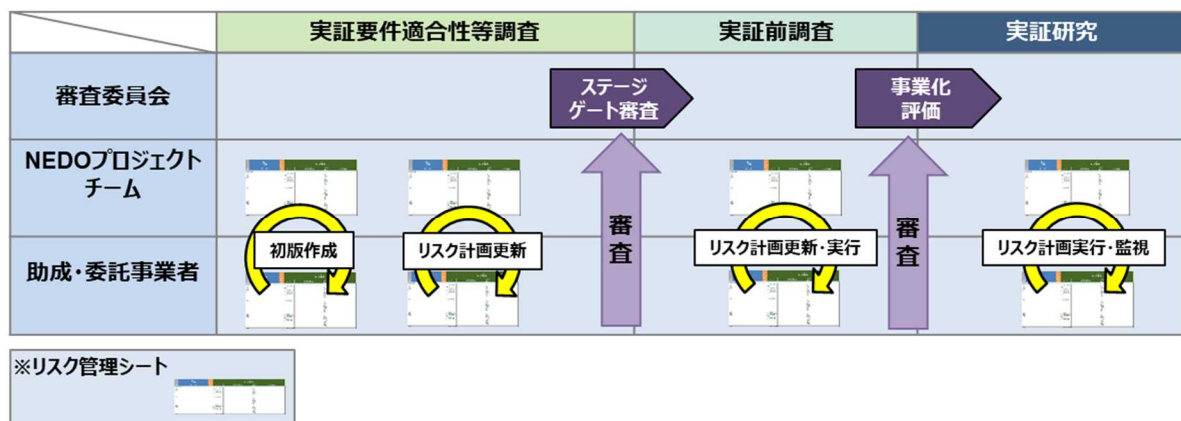 実証要件適合性等調査
実証前調査
実証研究
審査委員会
ステージ
ゲート審査
事業化
評価
NEDOプロジェクト
チーム
助成・委託事業者
初版作成
リスク計画更新
審査
リスク計画更新・実行
審査
リスク計画実行・監視
※リスク管理シート